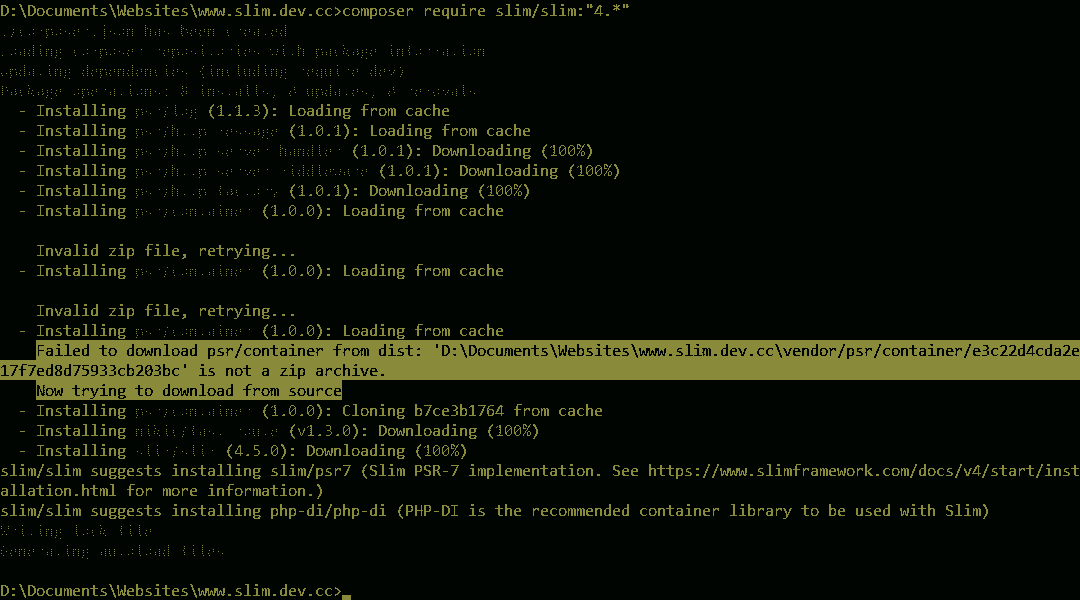 D:\Documents\Websites\www.slim.dev.cc>composer require slim/slim:"4.*"
./composer.json has been created
Loading composer repositories with package information
Updating dependencies (including require-dev)
Package operations: 8 installs, 0 updates, 0 removals
- Installing psr/log (1.1.3): Loading from cache
- Installing psr/http-message (1.0.1): Loading from cache
- Installing psr/http-server-handler (1.0.1): Downloading (100%)
- Installing psr/http-server-middleware (1.0.1): Downloading (100%)
- Installing psr/http-factory (1.0.1): Downloading (100%)
- Installing psr/container (1.0.0): Loading from cache
Invalid zip file, retrying...
- Installing psr/container (1.0.0): Loading from cache
Invalid zip file, retrying...
- Installing psr/container (1.0.0): Loading from cache
Failed to download psr/container from dist: 'D:\Documents\Websites\www.slim.dev.cc\vendor/psr/container/e3c22d4cda2e
17f7ed8d75933cb203bc' is not a zip archive.
Now trying to download from source
- Installing psr/container (1.0.0): Cloning b7ce3b1764 from cache
- Installing nikic/fast-route (v1.3.0): Downloading (100%)
- Installing slim/slim (4.5.0): Downloading (100%)
slim/slim suggests installing slim/psr7 (Slim PSR-7 implementation. See https://www.slimframework.com/docs/v4/start/inst
allation.html for more information.)
slim/slim suggests installing php-di/php-di (PHP-DI is the recommended container library to be used with Slim)
Writing lock file
Generating autoload files
D:\Documents\Websites\www.slim.dev.cc>